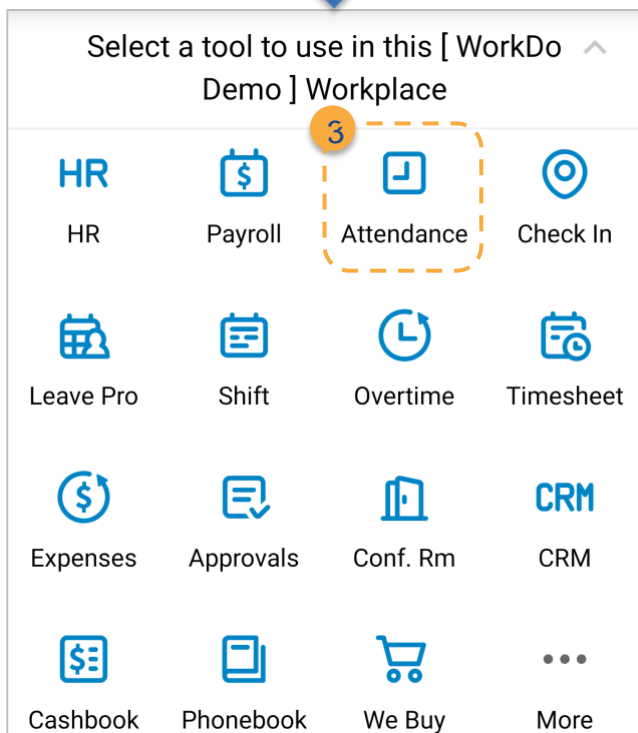 Select a tool to use in this [ WorkDo
Demo ] Workplace
3
HR
HR Payroll Attendance Check In
Leave Pro Shift Overtime Timesheet
CRM
Expenses Approvals Conf. Rm CRM
Cashbook Phonebook We Buy More